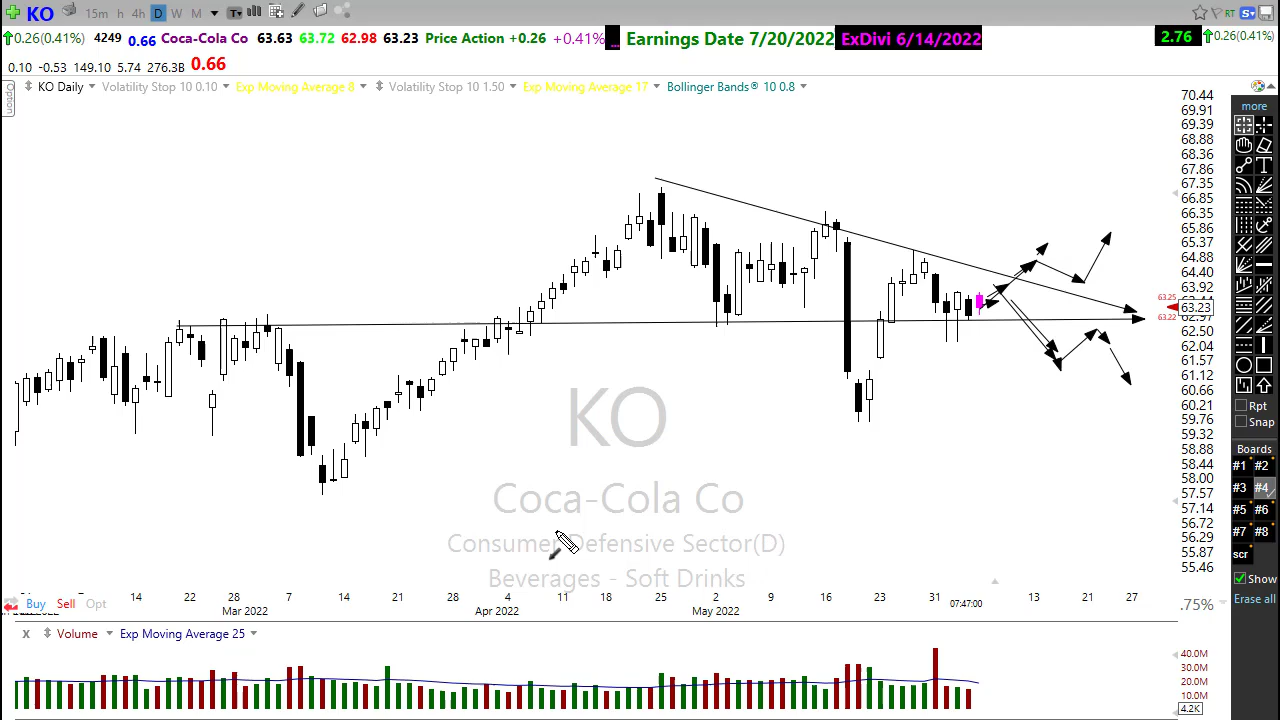 KO 15m h 4h D W M T RT S
0.26(0.41%) 4249 0.66 Coca-Cola Co 63.63 63.72 62.98 63.23 Price Action +0.26 +0.41% ... Earnings Date 7/20/2022 ExDivi 6/14/2022 2.76 0.26(0.41%)
0.10 -0.53 149.10 5.74 276.3B 0.66
Option
KO Daily Volatility Stop 10 0.10 Exp Moving Average 8 Volatility Stop 10 1.50 Exp Moving Average 17 Bollinger Bands® 10 0.8
70.44
69.91
69.39
68.88
68.36
67.86
67.35
66.85
66.35
65.86
65.37
64.88
64.40
63.92
63.25
63.23
63.22
62.97
62.50
62.04
61.57
61.12
60.66
60.21
59.76
59.32
58.88
58.44
58.00
57.57
57.14
56.72
56.29
55.87
55.46
more
T
Rpt
Snap
Boards
#1 #2
#3 #4
#5 #6
#7 #8
scr
Show
Erase all
KO
Coca-Cola Co
Consumer Defensive Sector(D)
Beverages - Soft Drinks
14 22 28 7 14 21 28 4 11 18 25 2 9 16 23 31 07:47:00 13 21 27
Buy Sell Opt
Mar 2022 Apr 2022 May 2022
.75%
X Volume Exp Moving Average 25
40.0M
30.0M
20.0M
10.0M
4.2K